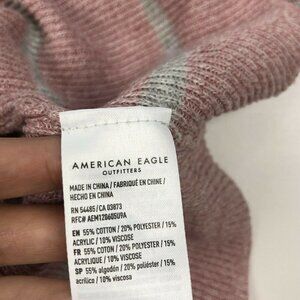 AMERICAN EAGLE
OUTFITTERS
MADE IN CHINA / FABRIQUÉ EN CHINE /
HECHO EN CHINA
RN 54485/CA 03873
RFC# AEM120605U9A
EN 55% COTTON / 20% POLYESTER / 15%
ACRYLIC / 10% VISCOSE
FR 55% COTON / 20% POLYESTER / 15%
ACRYLIQUE / 10% VISCOSE
SP 55% algodón / 20% poliéster / 15%
acrílico / 10% viscosa